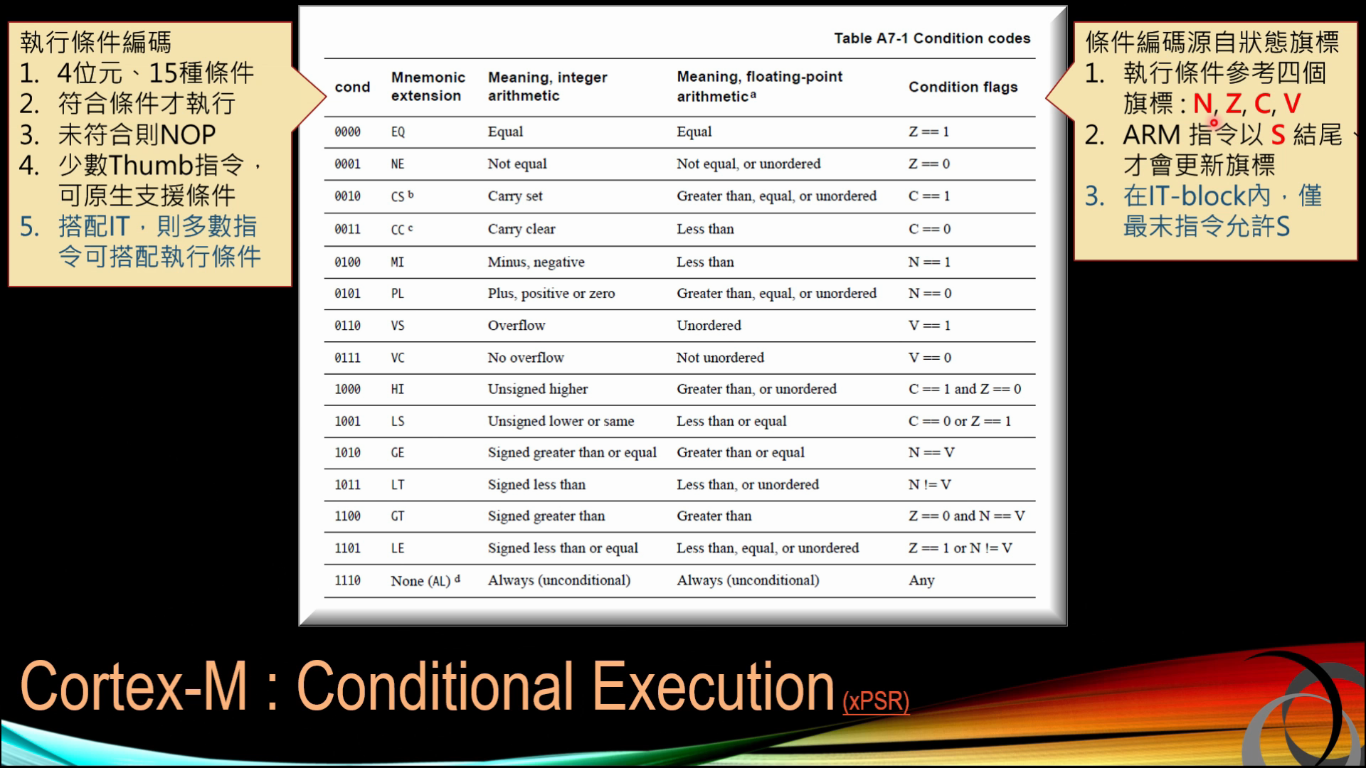 執行條件編碼
1. 4位元、15種條件
2. 符合條件才執行
3. 未符合則NOP
4. 少數Thumb指令，
可原生支援條件
5. 搭配IT，則多數指
令可搭配執行條件
Table A7-1 Condition codes
cond Mnemonic extension Meaning, integer arithmetic Meaning, floating-point arithmetic a Condition flags
0000 EQ Equal Equal Z == 1
0001 NE Not equal Not equal, or unordered Z == 0
0010 CS b Carry set Greater than, equal, or unordered C == 1
0011 CC c Carry clear Less than C == 0
0100 MI Minus, negative Less than N == 1
0101 PL Plus, positive or zero Greater than, equal, or unordered N == 0
0110 VS Overflow Unordered V == 1
0111 VC No overflow Not unordered V == 0
1000 HI Unsigned higher Greater than, or unordered C == 1 and Z == 0
1001 LS Unsigned lower or same Less than or equal C == 0 or Z == 1
1010 GE Signed greater than or equal Greater than or equal N == V
1011 LT Signed less than Less than, or unordered N != V
1100 GT Signed greater than Greater than Z == 0 and N == V
1101 LE Signed less than or equal Less than, equal, or unordered Z == 1 or N != V
1110 None (AL) d Always (unconditional) Always (unconditional) Any
條件編碼源自狀態旗標
1. 執行條件參考四個
旗標 : N, Z, C, V
2. ARM 指令以 S 結尾、
才會更新旗標
3. 在IT-block內，僅
最末指令允許S
Cortex-M : Conditional Execution (xPSR)